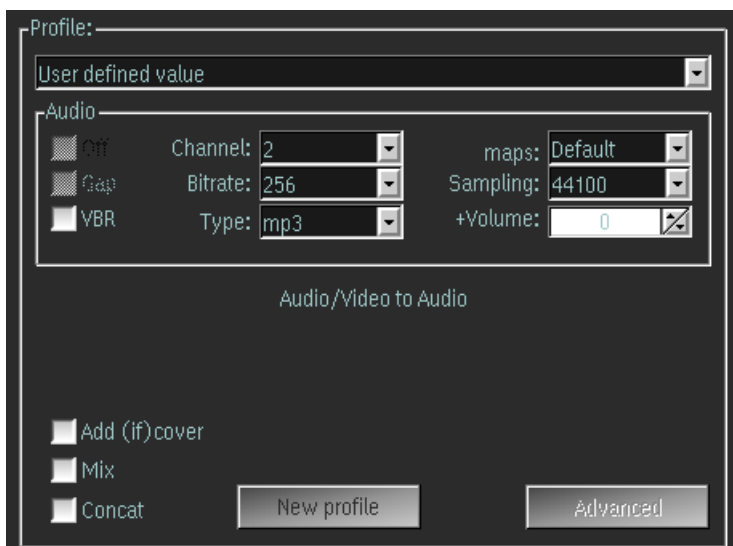 Profile:
User defined value
Audio
Off Channel: 2 maps: Default
Gap Bitrate: 256 Sampling: 44100
VBR Type: mp3 +Volume: 0
Audio/Video to Audio
Add (if)cover
Mix
Concat New profile Advanced